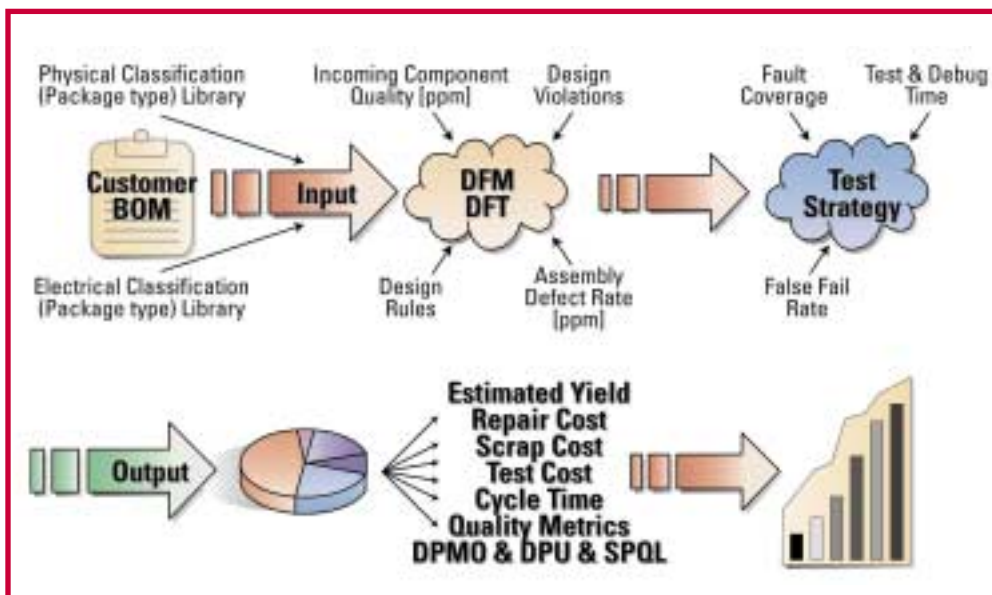 Physical Classification
(Package type) Library
Incoming Component
Quality [ppm]
Design
Violations
Fault
Coverage
Test & Debug
Time
Customer
BOM
Input
DFM
DFT
Test
Strategy
Electrical Classification
(Package type) Library
Design
Rules
Assembly
Defect Rate
[ppm]
False Fail
Rate
Output
Estimated Yield
Repair Cost
Scrap Cost
Test Cost
Cycle Time
Quality Metrics
DPMO & DPU & SPQL